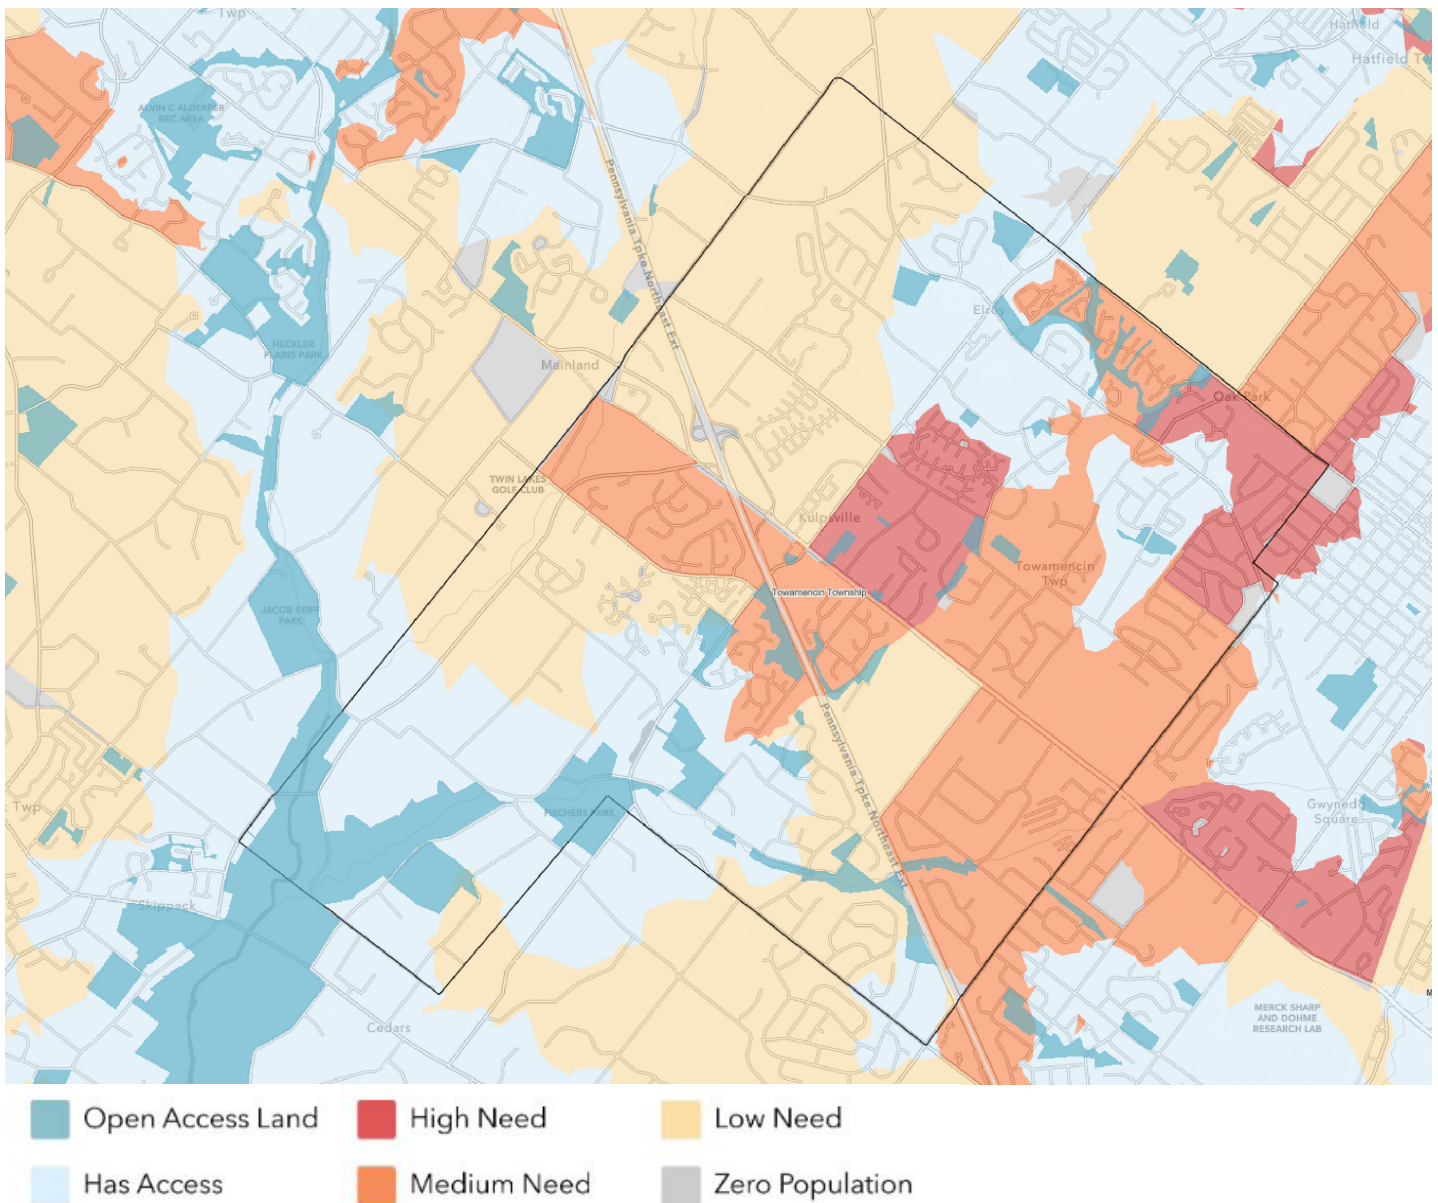 Twp
Hatfield
Hatfield Tw
ALVIN C ALDERFER
REC AREA
Pennsylvania Tpke Northeast Ext
Elroy
HECKLER
PLAINS PARK
Mainland
Oak Park
TWIN LAKES
GOLF CLUB
Kulpsville
Towamencin
Twp
Towamencin Township
JACOB REIFF
PARK
Pennsylvania Tpke Northeast Ext
Twp
FISCHERS PARK
Gwynedd
Square
Skippack
Cedars
MERCK SHARP
AND DOHME
RESEARCH LAB
M
Open Access Land
High Need
Low Need
Has Access
Medium Need
Zero Population